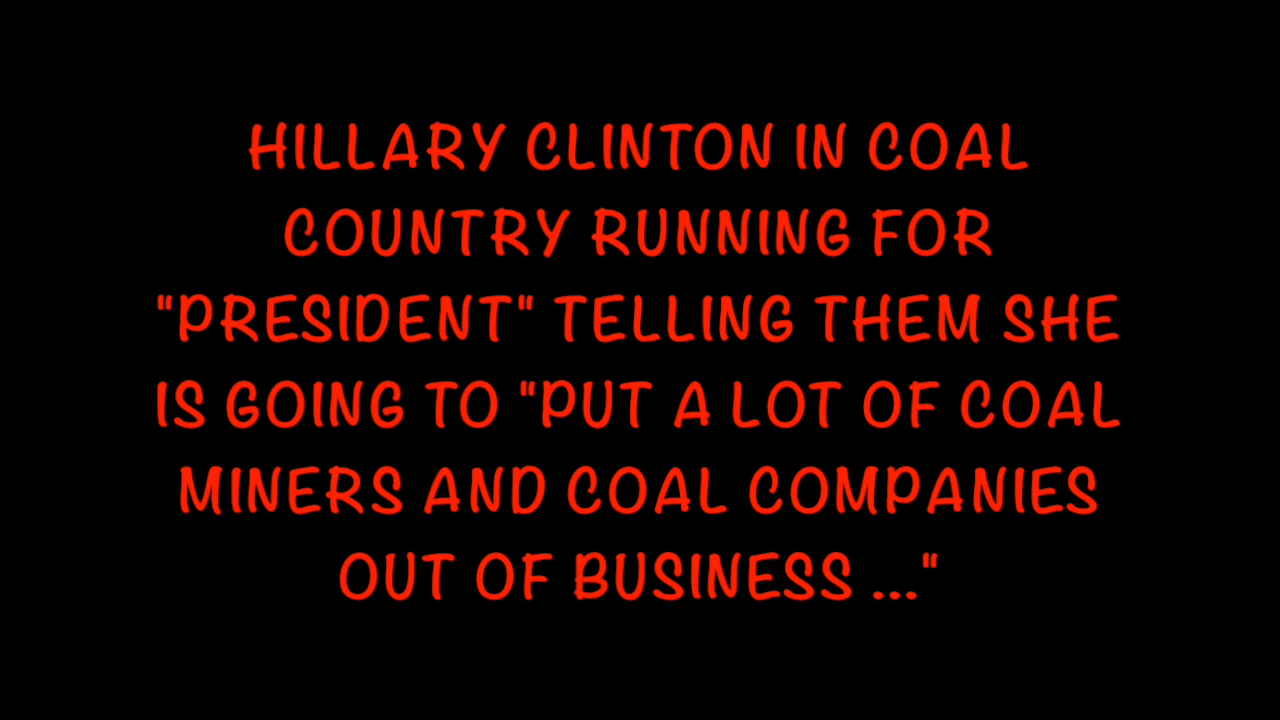 HILLARY CLINTON IN COAL
COUNTRY RUNNING FOR
"PRESIDENT" TELLING THEM SHE
IS GOING TO "PUT A LOT OF COAL
MINERS AND COAL COMPANIES
OUT OF BUSINESS ..."